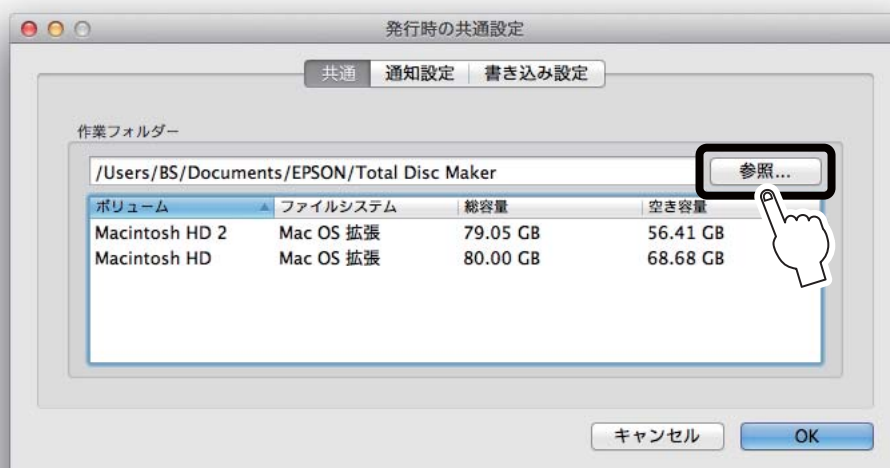 発行時の共通設定
共通 通知設定 書き込み設定
作業フォルダー
/Users/BS/Documents/EPSON/Total Disc Maker 参照...
ボリューム ファイルシステム 総容量 空き容量
Macintosh HD 2 Mac OS 拡張 79.05 GB 56.41 GB
Macintosh HD Mac OS 拡張 80.00 GB 68.68 GB
キャンセル OK